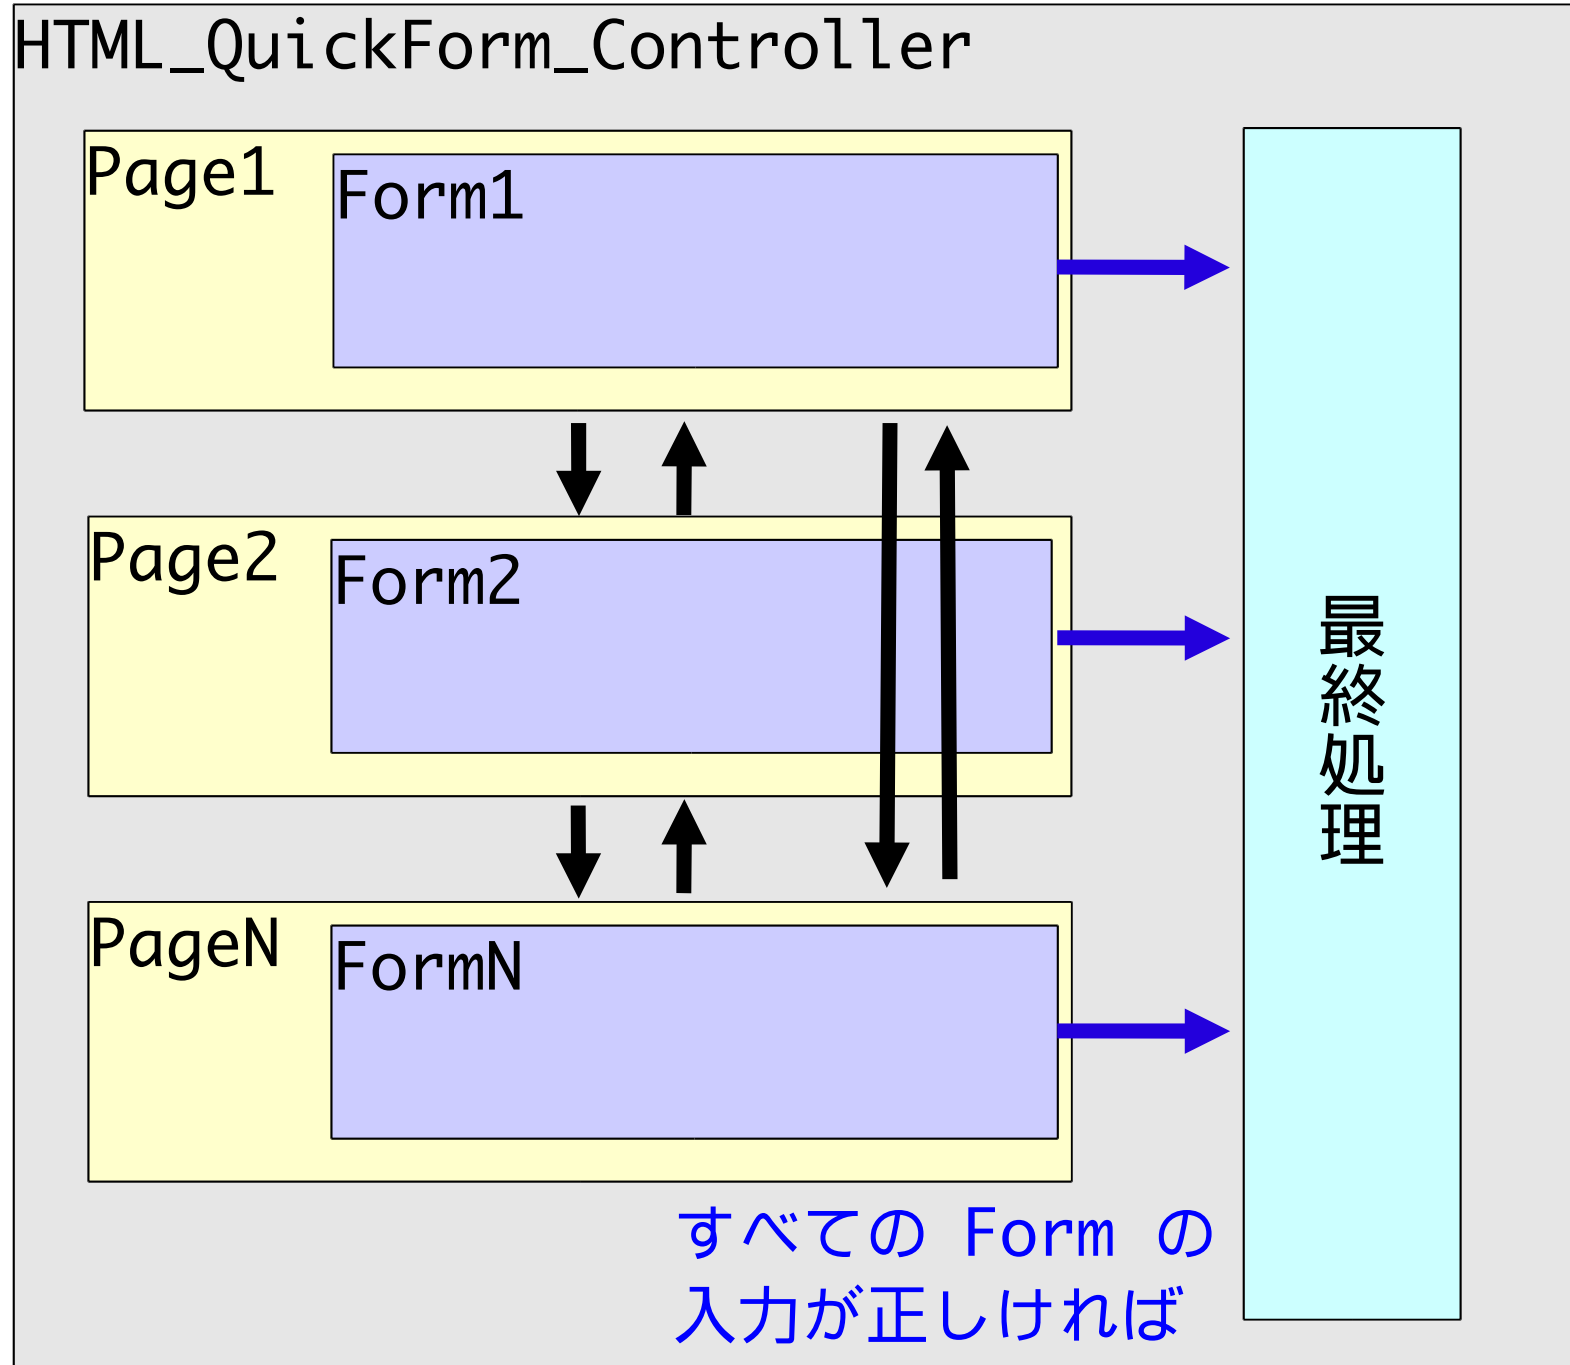 HTML_QuickForm_Controller
Page1
Form1
Page2
Form2
PageN
FormN
最終処理
すべての Form の
入力が正しければ